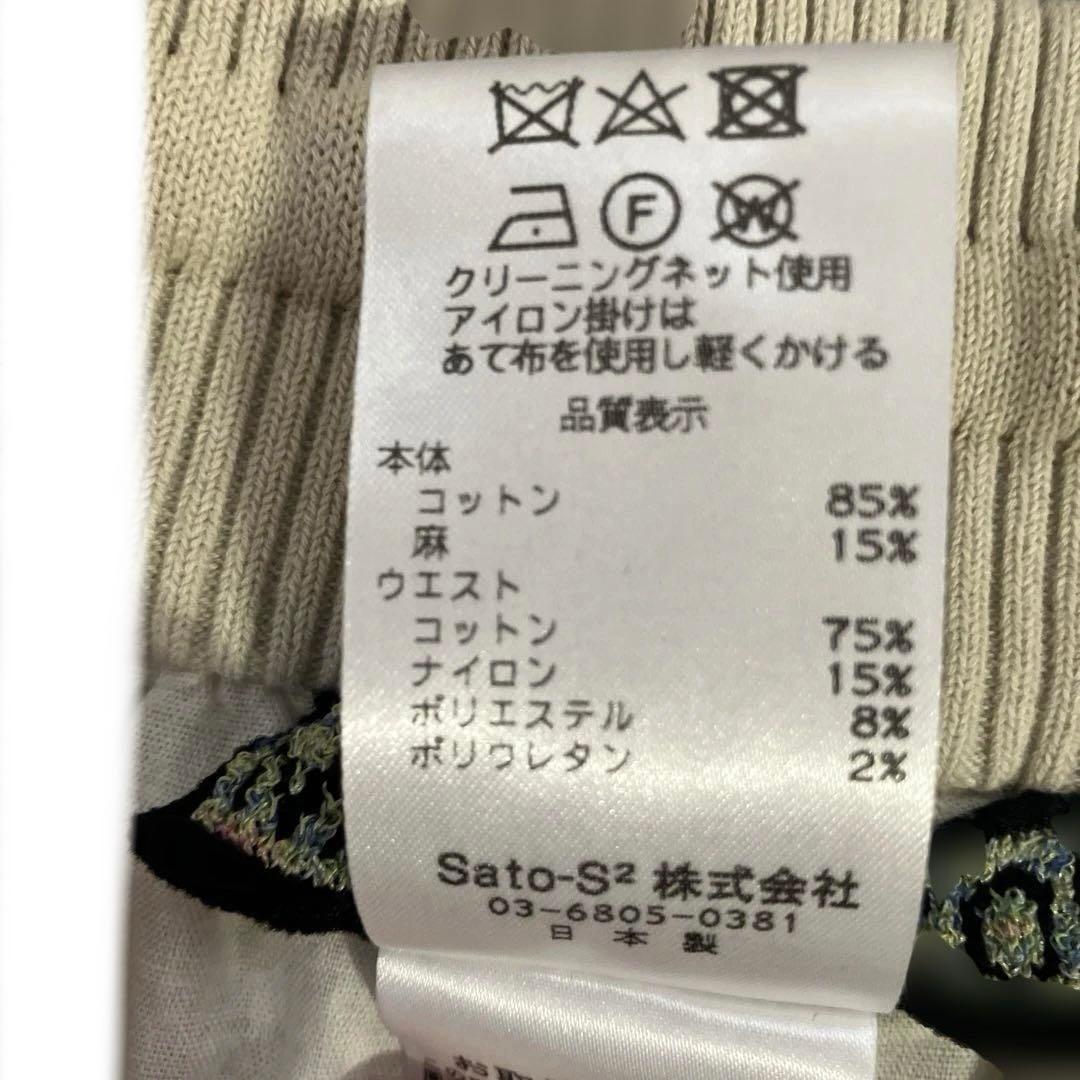 F W
クリーニングネット使用
アイロン掛けは
あて布を使用し軽くかける
品質表示
本体
コットン 85%
麻 15%
ウエスト
コットン 75%
ナイロン 15%
ポリエステル 8%
ポリウレタン 2%
Sato-S² 株式会社
03-6805-0381
日本製